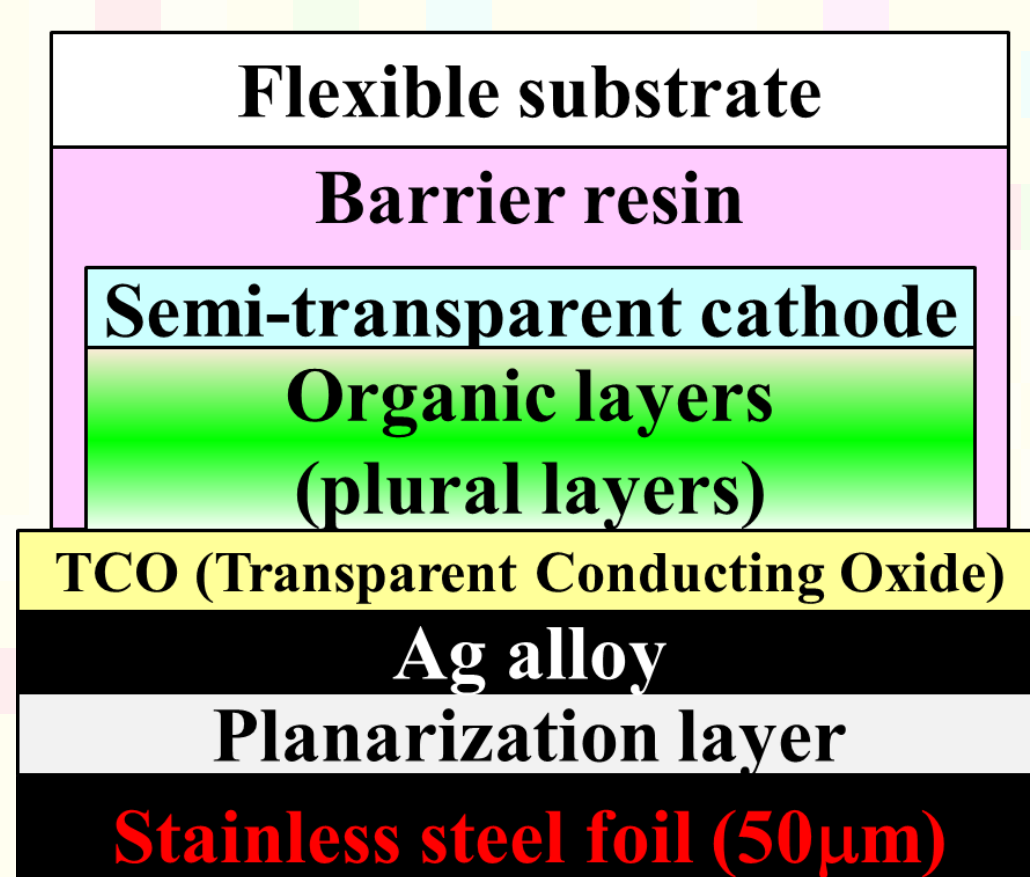 Flexible substrate
Barrier resin
Semi-transparent cathode
Organic layers
(plural layers)
TCO (Transparent Conducting Oxide)
Ag alloy
Planarization layer
Stainless steel foil (50μm)